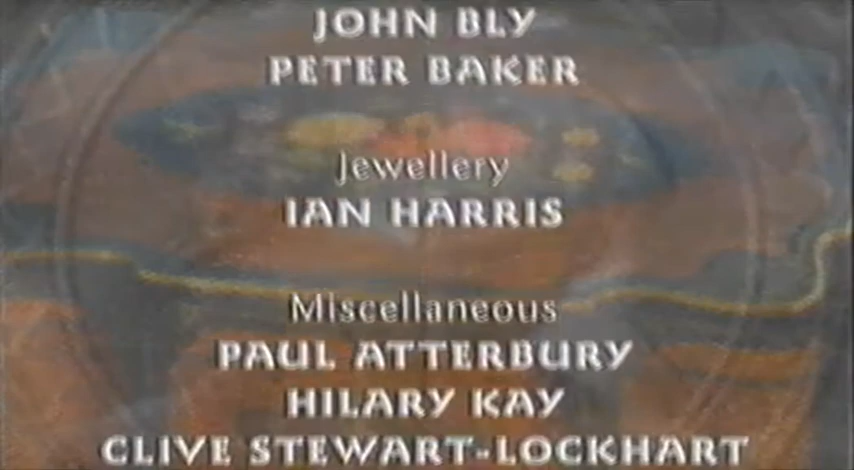 JOHN BLY
PETER BAKER
Jewellery
IAN HARRIS
Miscellaneous
PAUL ATTERBURY
HILARY KAY
CLIVE STEWART-LOCKHART